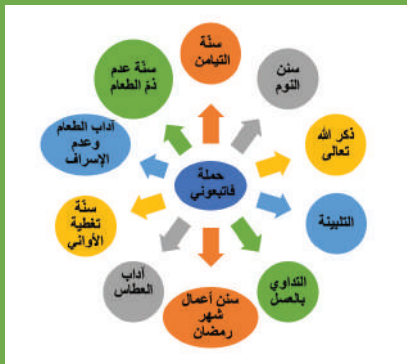 سنّة
التيامن
سنن
النوم
ذكر الله
تعالى
التلبينة
التداوي
بالعسل
سنن أعمال
شهر
رمضان
آداب
العطاس
سنّة
تغطية
الأواني
آداب الطعام
وعدم
الإسراف
سنّة عدم
ذمّ الطعام
حملة
فاتبعوني